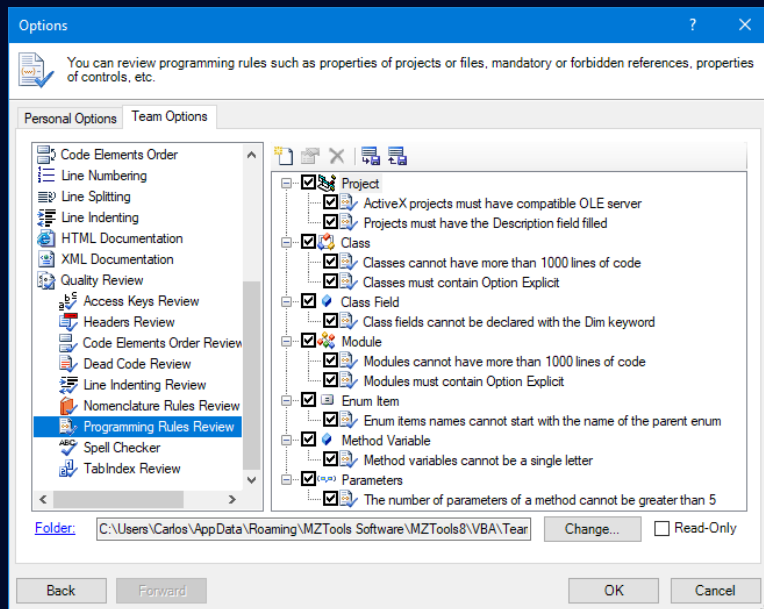 Options
?
You can review programming rules such as properties of projects or files, mandatory or forbidden references, properties
of controls, etc.
Personal Options
Team Options
Code Elements Order
Line Numbering
Line Splitting
Line Indenting
HTML Documentation
XML Documentation
Quality Review
Access Keys Review
Headers Review
Code Elements Order Review
Dead Code Review
Line Indenting Review
Nomenclature Rules Review
Programming Rules Review
ABC
Spell Checker
TabIndex Review
Project
ActiveX projects must have compatible OLE server
Projects must have the Description field filled
Class
Classes cannot have more than 1000 lines of code
Classes must contain Option Explicit
Class Field
Class fields cannot be declared with the Dim keyword
Module
Modules cannot have more than 1000 lines of code
Modules must contain Option Explicit
Enum Item
Enum items names cannot start with the name of the parent enum
Method Variable
Method variables cannot be a single letter
Parameters
The number of parameters of a method cannot be greater than 5
Folder:
C:\Users\Carlos\AppData\Roaming\MZTools Software\MZTools8\VBA\Tear
Change...
Read-Only
Back
Forward
OK
Cancel